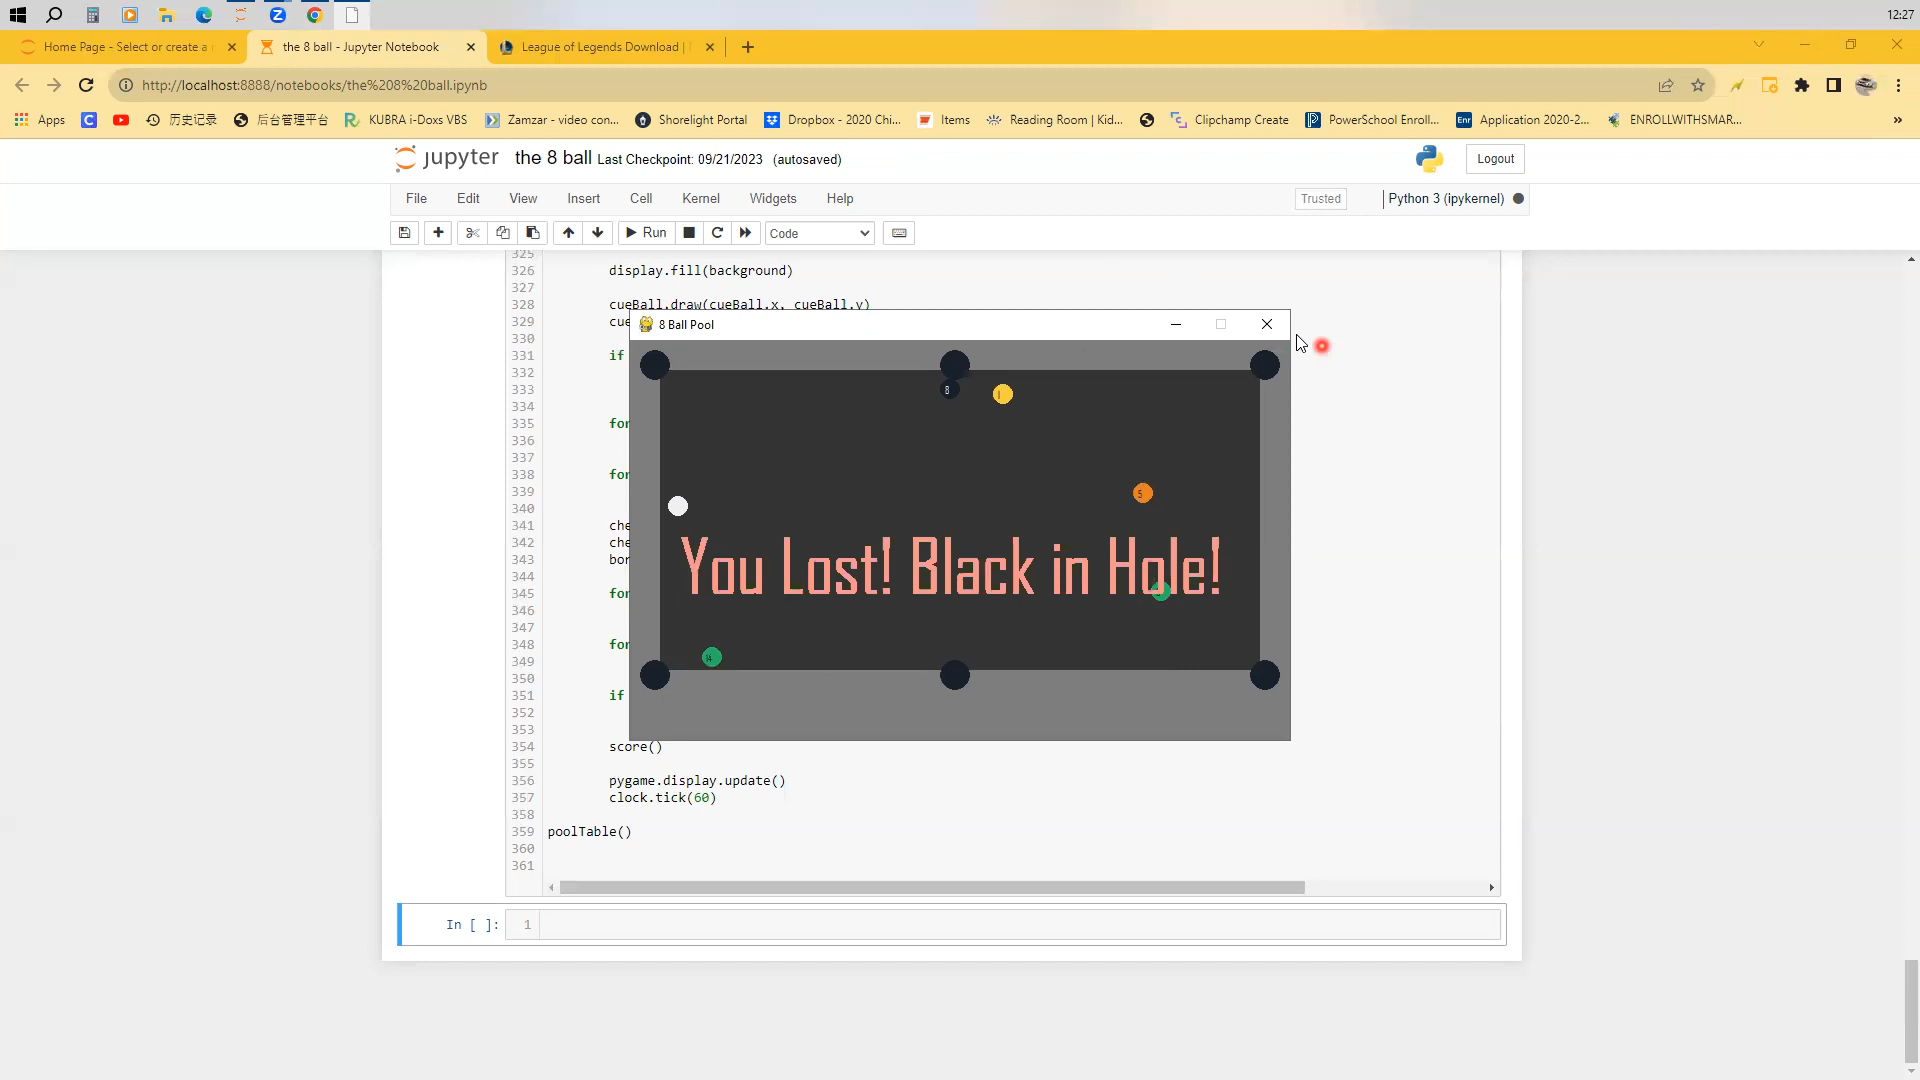 12:27
Home Page - Select or create a
the 8 ball - Jupyter Notebook
League of Legends Download |
http://localhost:8888/notebooks/the%208%20ball.ipynb
Apps
历史记录
后台管理平台
KUBRA i-Doxs VBS
Zamzar - video con...
Shorelight Portal
Dropbox - 2020 Chi...
Items
Reading Room | Kid...
Clipchamp Create
PowerSchool Enroll...
Enr
Application 2020-2...
ENROLLWITHSMAR...
»
jupyter
the 8 ball Last Checkpoint: 09/21/2023 (autosaved)
Logout
File Edit View Insert Cell Kernel Widgets Help
Trusted
Python 3 (ipykernel)
Run
Code
325
326 display.fill(background)
327
328 cueBall.draw(cueBall.x, cueBall.y)
329 cue
330
331 if
332
333
334
335 for
336
337
338 for
339
340
341 che
342 che
343 bor
344
345 for
346
347
348 for
349
350
351 if
352
353
354 score()
355
356 pygame.display.update()
357 clock.tick(60)
358
359 poolTable()
360
361
8 Ball Pool
8
1
5
You Lost! Black in Hole!
14
In [ ]: 1